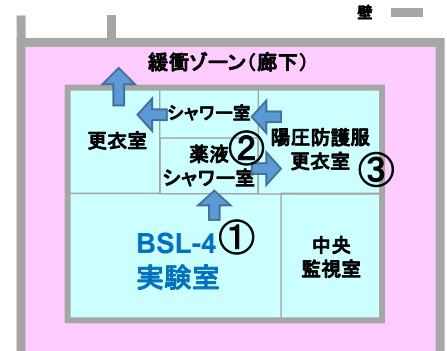 壁
緩衝ゾーン（廊下）
シャワー室
更衣室
薬液②
シャワー室
陽圧防護服
更衣室③
BSL-4①
実験室
中央
監視室